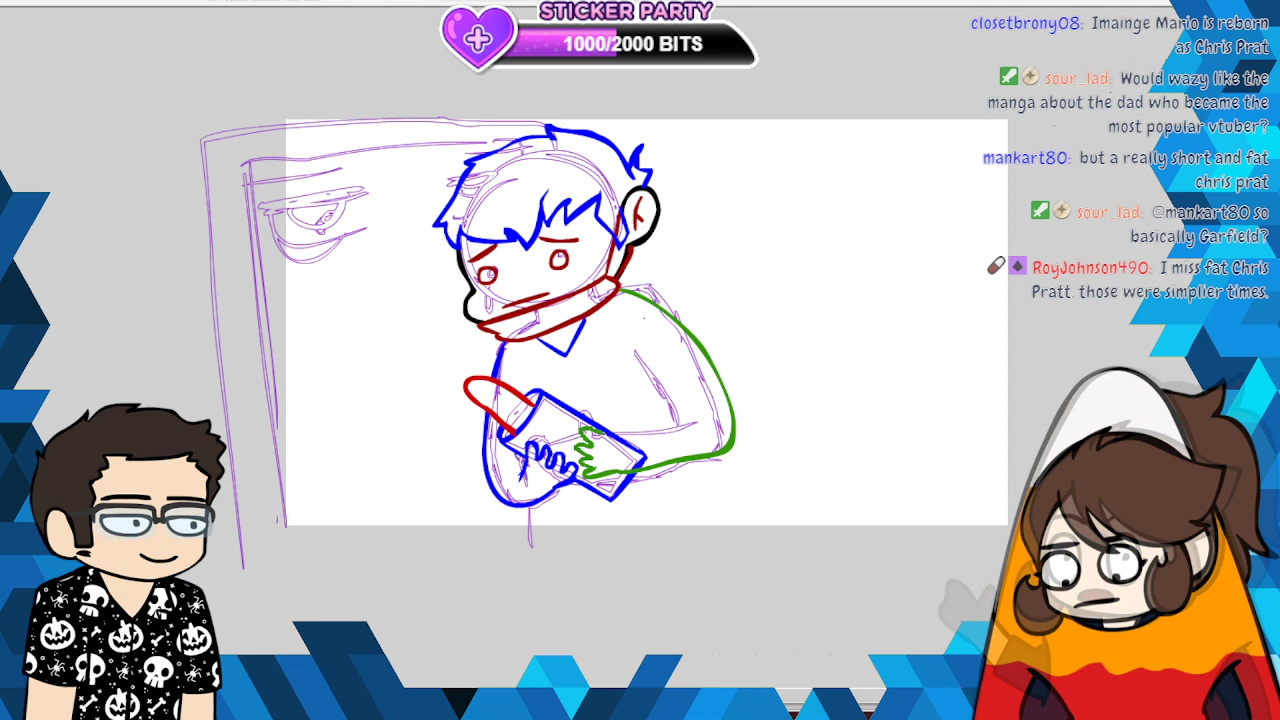 STICKER PARTY
1000/2000 BITS
closetbrony08: Imainge Mario is reborn
as Chris Prat
sour_lad: Would wazy like the
manga about the dad who became the
most popular vtuber?
mankart80: but a really short and fat
chris prat
sour_lad: @mankart80 so
basically Garfield?
RoyJohnson490: I miss fat Chris
Pratt. those were simpller times.